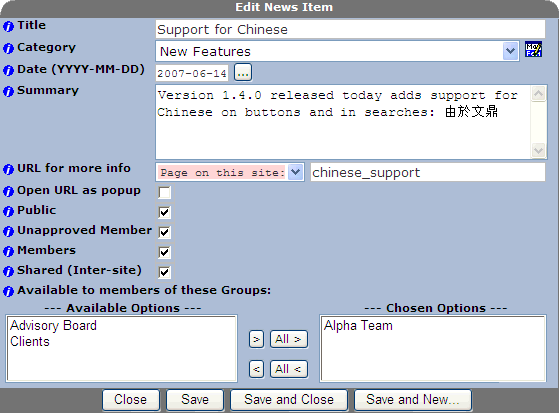 Edit News Item
Title Support for Chinese
Category New Features
Date (YYYY-MM-DD) 2007-06-14 ...
Summary Version 1.4.0 released today adds support for
Chinese on buttons and in searches: 由於文鼎
URL for more info Page on this site: chinese_support
Open URL as popup
Public
Unapproved Member
Members
Shared (Inter-site)
Available to members of these Groups:
--- Available Options --- --- Chosen Options ---
Advisory Board Alpha Team
Clients
> All >
< All <
Close Save Save and Close Save and New...